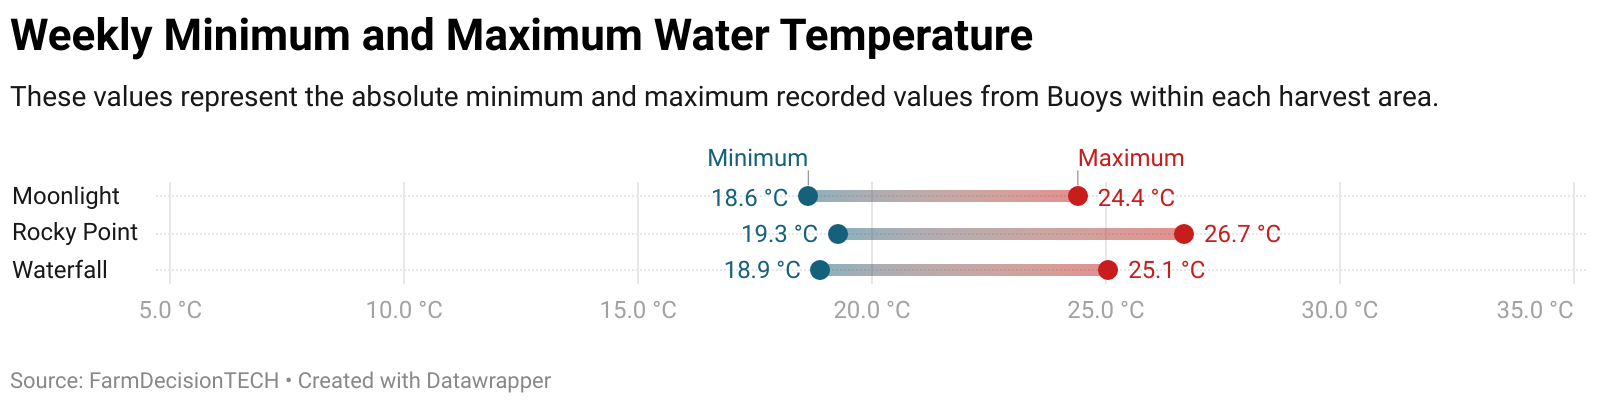 Weekly Minimum and Maximum Water Temperature
These values represent the absolute minimum and maximum recorded values from Buoys within each harvest area.
Minimum Maximum
Moonlight 18.6 °C 24.4 °C
Rocky Point 19.3 °C 26.7 °C
Waterfall 18.9 °C 25.1 °C
5.0 °C 10.0 °C 15.0 °C 20.0 °C 25.0 °C 30.0 °C 35.0 °C
Source: FarmDecisionTECH • Created with Datawrapper